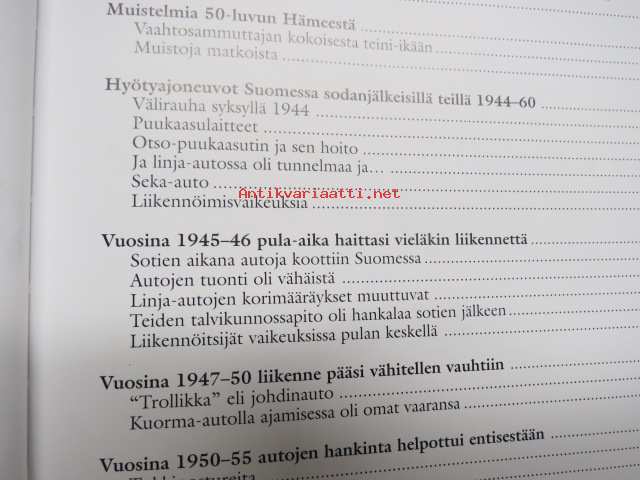 Muistelmia 50-luvun Hämeestä
Vaahtosammuttajan kokoisesta teini-ikään
Muistoja matkoista
Hyötyajoneuvot Suomessa sodanjälkeisillä teillä 1944–60
Välirauha syksyllä 1944
Puukaasulaitteet
Otso-puukaasutin ja sen hoito
Ja linja-autossa oli tunnelmaa ja…
Seka-auto
Antikvariaatti.net
Liikennöimisvaikeuksia
Vuosina 1945–46 pula-aika haittasi vieläkin liikennettä
Sotien aikana autoja koottiin Suomessa
Autojen tuonti oli vähäistä
Linja-autojen korimääräykset muuttuvat
Teiden talvikunnossapito oli hankalaa sotien jälkeen
Liikennöitsijät vaikeuksissa pulan keskellä
Vuosina 1947–50 liikenne pääsi vähitellen vauhtiin
“Trollikka” eli johdinauto
Kuorma-autolla ajamisessa oli omat vaaransa
Vuosina 1950–55 autojen hankinta helpottui entisestään